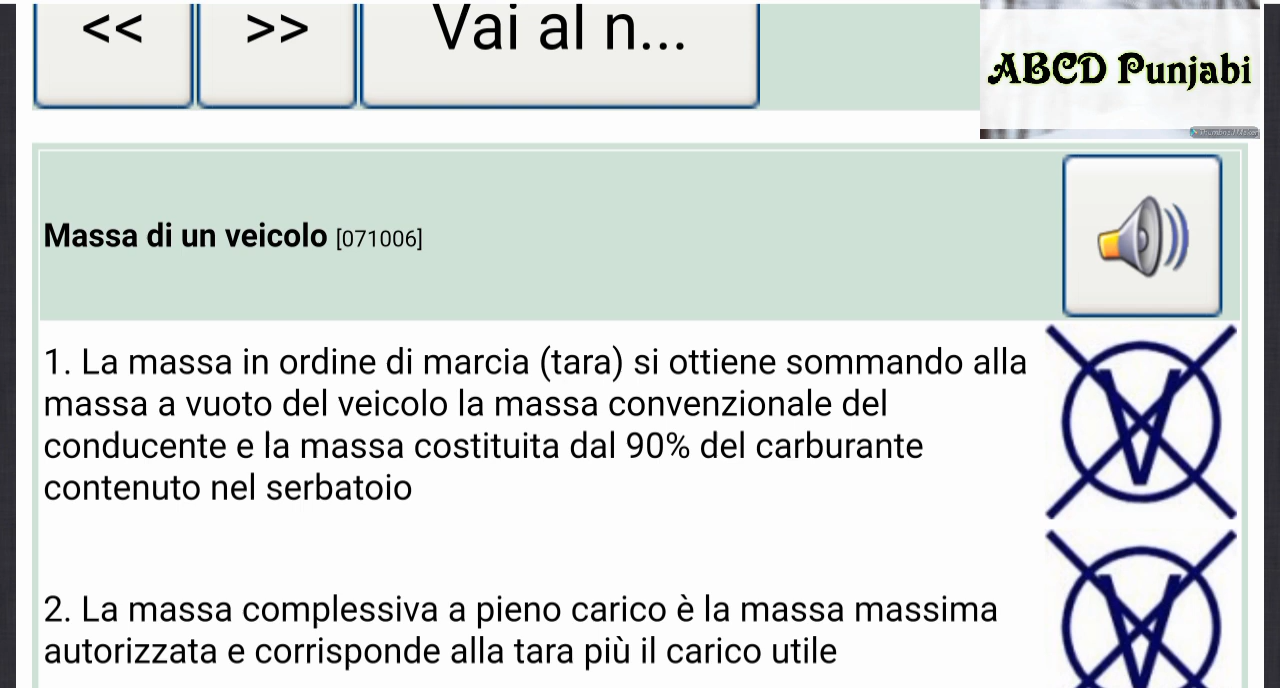 << >> Vai al n...
ABCD Punjabi
Massa di un veicolo [071006]
1. La massa in ordine di marcia (tara) si ottiene sommando alla
massa a vuoto del veicolo la massa convenzionale del
conducente e la massa costituita dal 90% del carburante
contenuto nel serbatoio
V
2. La massa complessiva a pieno carico è la massa massima
autorizzata e corrisponde alla tara più il carico utile
V